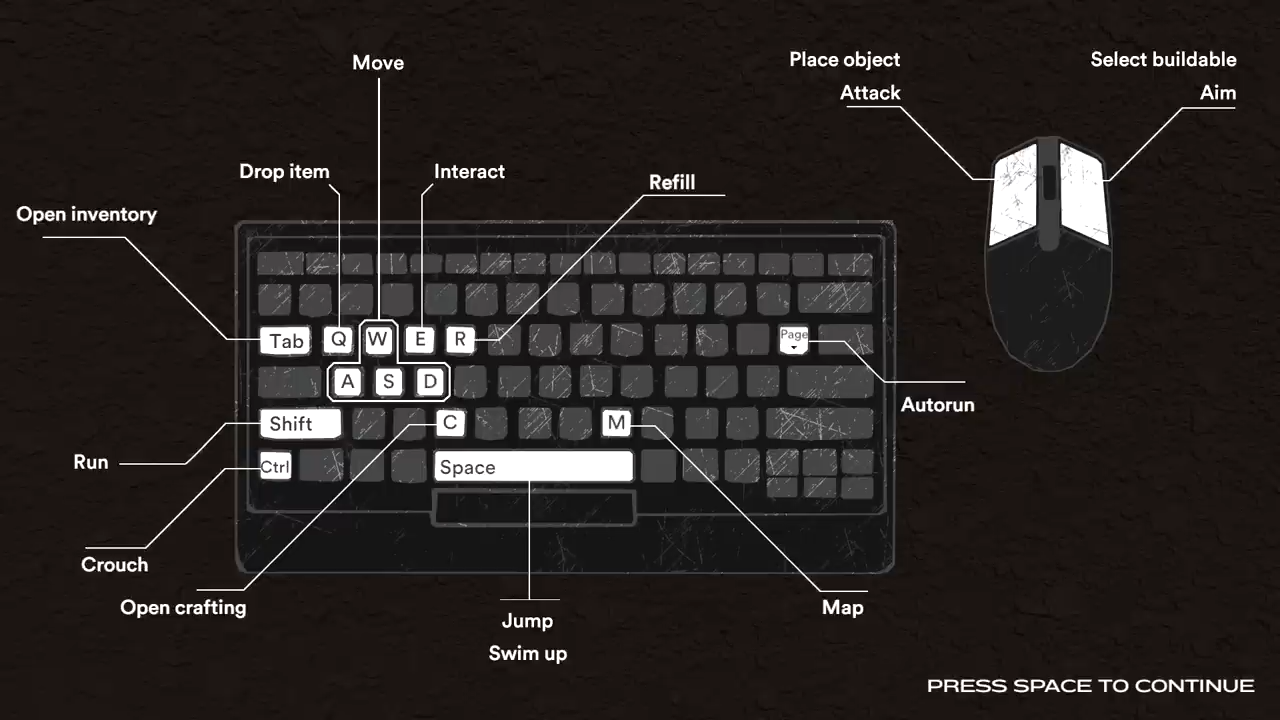 Place object
Select buildable
Move
Attack
Aim
Drop item
Interact
Refill
Open inventory
Tab
Q
W
E
R
Page
A
S
D
Autorun
Shift
C
M
Run
Ctrl
Space
Crouch
Open crafting
Map
Jump
Swim up
PRESS SPACE TO CONTINUE